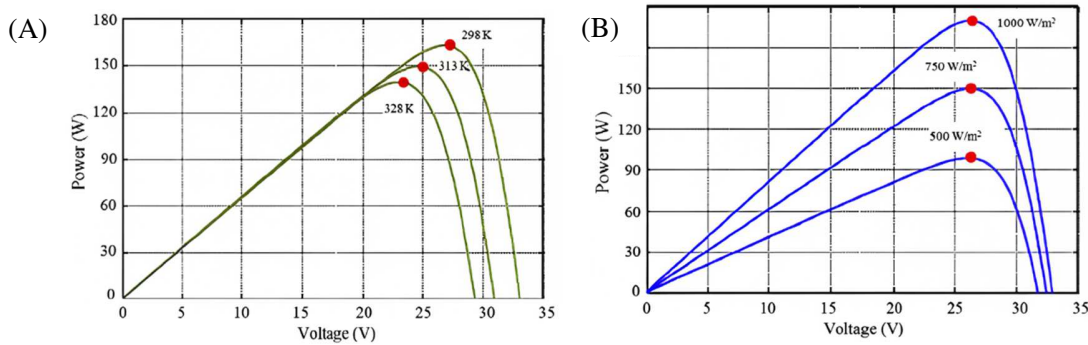 (A)
180
150
120
90
60
30
0
Power (W)
298 K
313 K
328 K
0 5 10 15 20 25 30 35
Voltage (V)
(B)
150
120
90
60
30
0
Power (W)
1000 W/m²
750 W/m²
500 W/m²
0 5 10 15 20 25 30 35
Voltage (V)